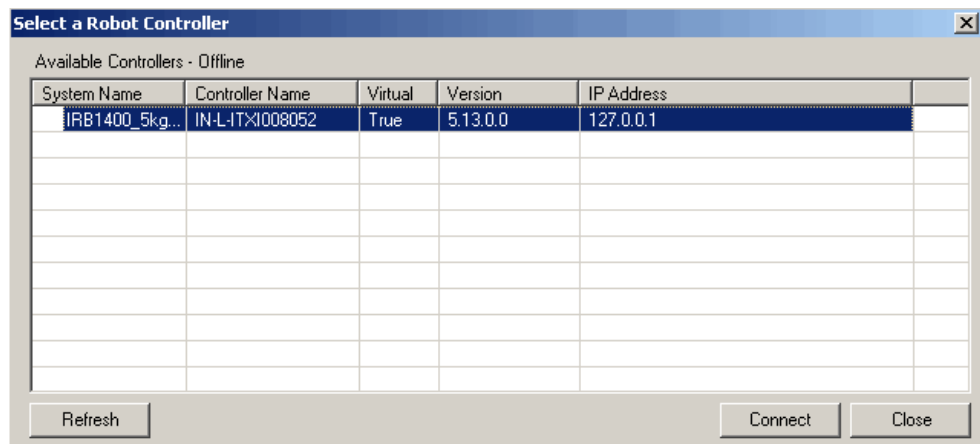 Select a Robot Controller
Available Controllers - Offline
System Name Controller Name Virtual Version IP Address
IRB1400_5kg... IN-L-ITXI008052 True 5.13.0.0 127.0.0.1
Refresh Connect Close